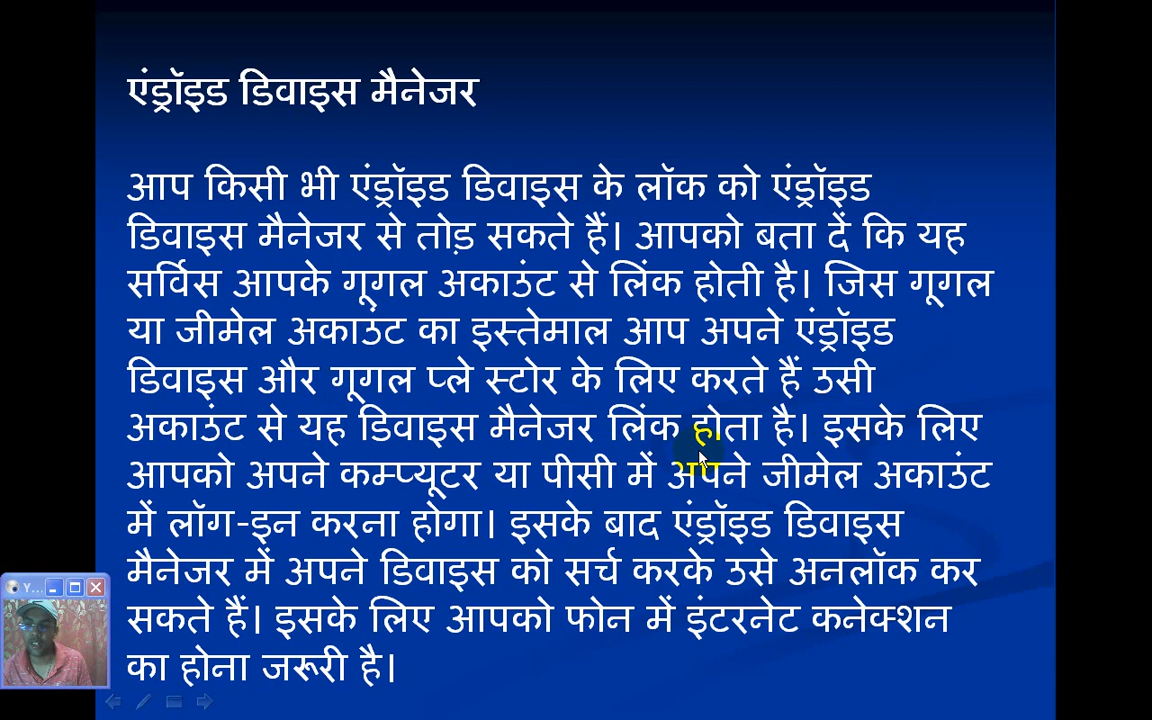 एंड्रॉइड डिवाइस मैनेजर
आप किसी भी एंड्रॉइड डिवाइस के लॉक को एंड्रॉइड
डिवाइस मैनेजर से तोड़ सकते हैं। आपको बता दें कि यह
सर्विस आपके गूगल अकाउंट से लिंक होती है। जिस गूगल
या जीमेल अकाउंट का इस्तेमाल आप अपने एंड्रॉइड
डिवाइस और गूगल प्ले स्टोर के लिए करते हैं उसी
अकाउंट से यह डिवाइस मैनेजर लिंक होता है। इसके लिए
आपको अपने कम्प्यूटर या पीसी में अपने जीमेल अकाउंट
में लॉग-इन करना होगा। इसके बाद एंड्रॉइड डिवाइस
मैनेजर में अपने डिवाइस को सर्च करके उसे अनलॉक कर
सकते हैं। इसके लिए आपको फोन में इंटरनेट कनेक्शन
का होना जरूरी है।
Y...